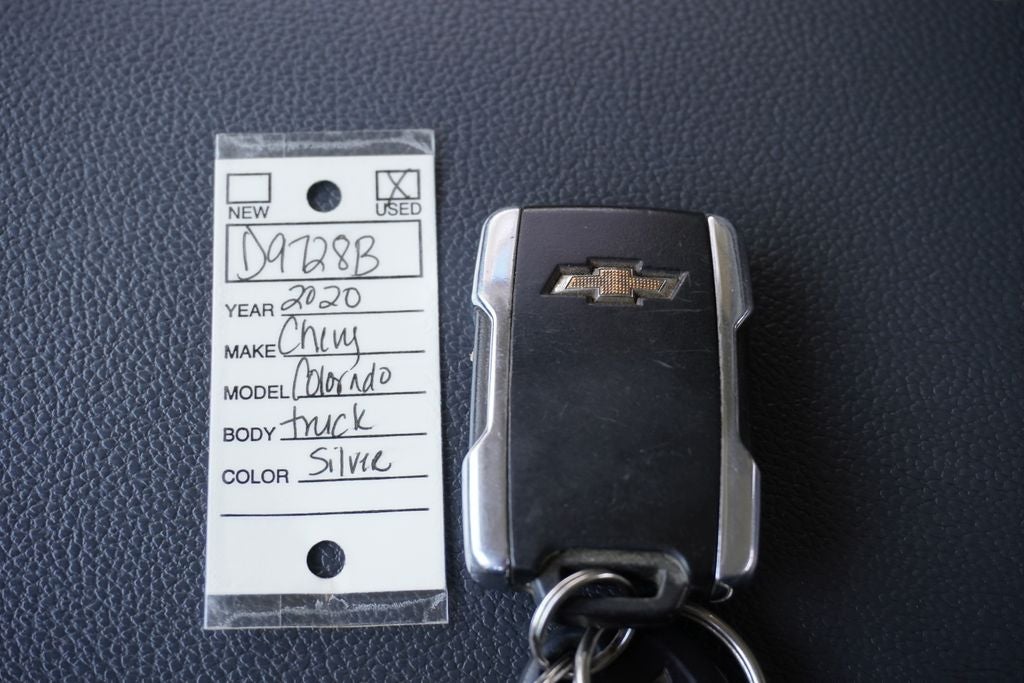 NEW USED
D9728B
YEAR 2020
MAKE Chevy
MODEL Colorado
BODY truck
COLOR Silver